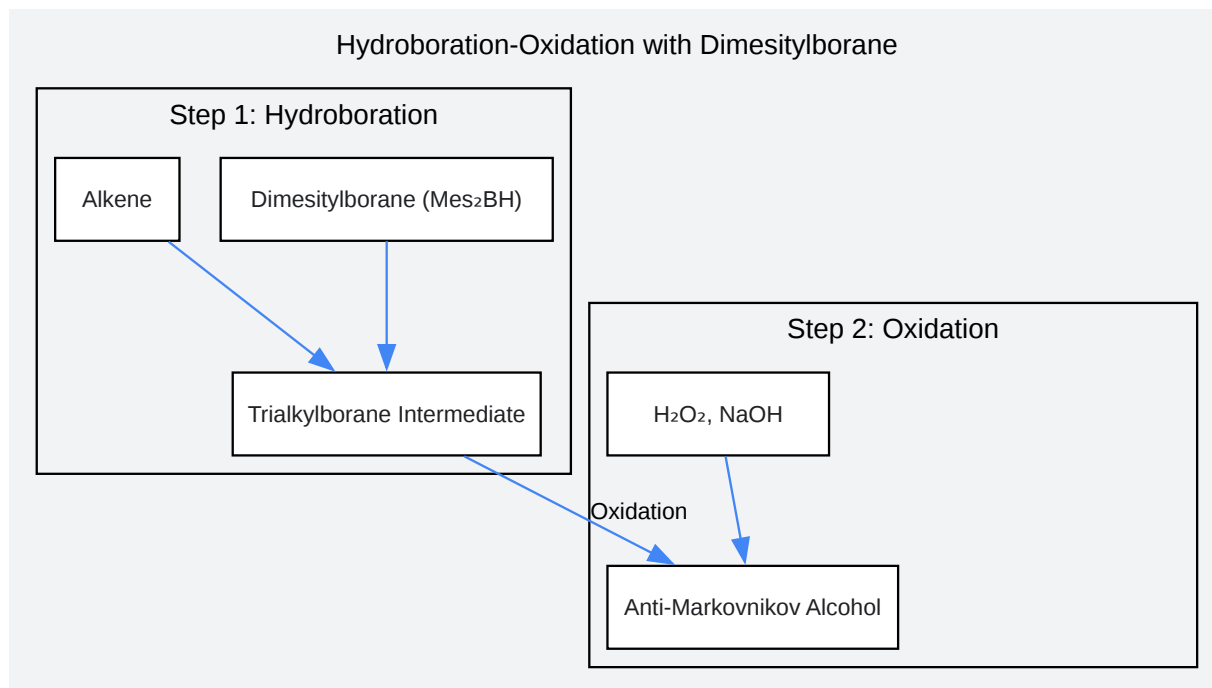 Hydroboration-Oxidation with Dimesitylborane
Step 1: Hydroboration
Alkene
Dimesitylborane (Mes₂BH)
Trialkylborane Intermediate
Oxidation
Step 2: Oxidation
H₂O₂, NaOH
Anti-Markovnikov Alcohol